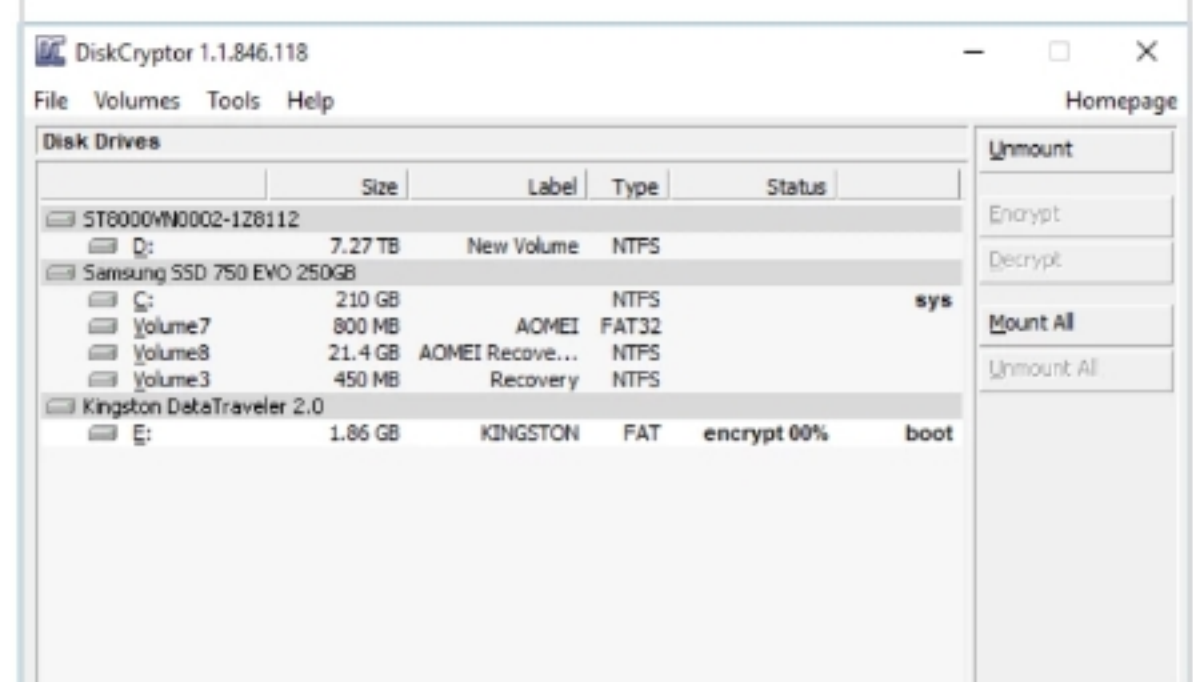 DiskCryptor 1.1.846.118
File Volumes Tools Help Homepage
Disk Drives
Size Label Type Status
ST8000VN0002-1Z8112
D: 7.27 TB New Volume NTFS
Samsung SSD 750 EVO 250GB
C: 210 GB NTFS sys
Volume7 800 MB AOMEI FAT32
Volume8 21.4 GB AOMEI Recove... NTFS
Volume3 450 MB Recovery NTFS
Kingston DataTraveler 2.0
E: 1.86 GB KINGSTON FAT encrypt 00% boot
Unmount
Encrypt
Decrypt
Mount All
Unmount All